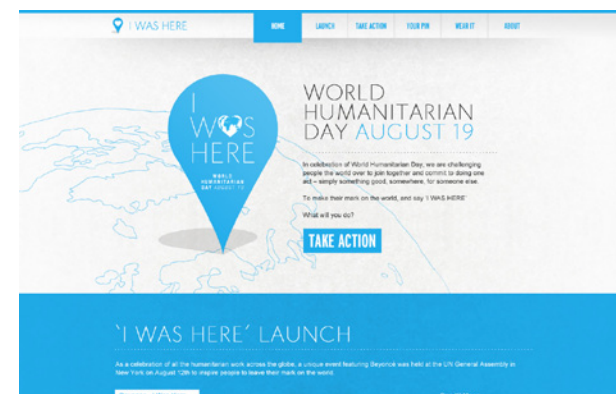 I WAS HERE
HOME LAUNCH TAKE ACTION YOUR PIN WEAR IT ABOUT
I
WAS
HERE
WORLD
HUMANITARIAN
DAY AUGUST 19
WORLD
HUMANITARIAN
DAY AUGUST 19
In celebration of World Humanitarian Day, we are challenging
people the world over to join together and commit to doing one
act – simply something good, somewhere, for someone else.
To make their mark on the world, and say 'I WAS HERE'
What will you do?
TAKE ACTION
'I WAS HERE' LAUNCH
As a celebration of all the humanitarian work across the globe, a unique event featuring Beyoncé was held at the UN General Assembly in
New York on August 12th to inspire people to leave their mark on the world.